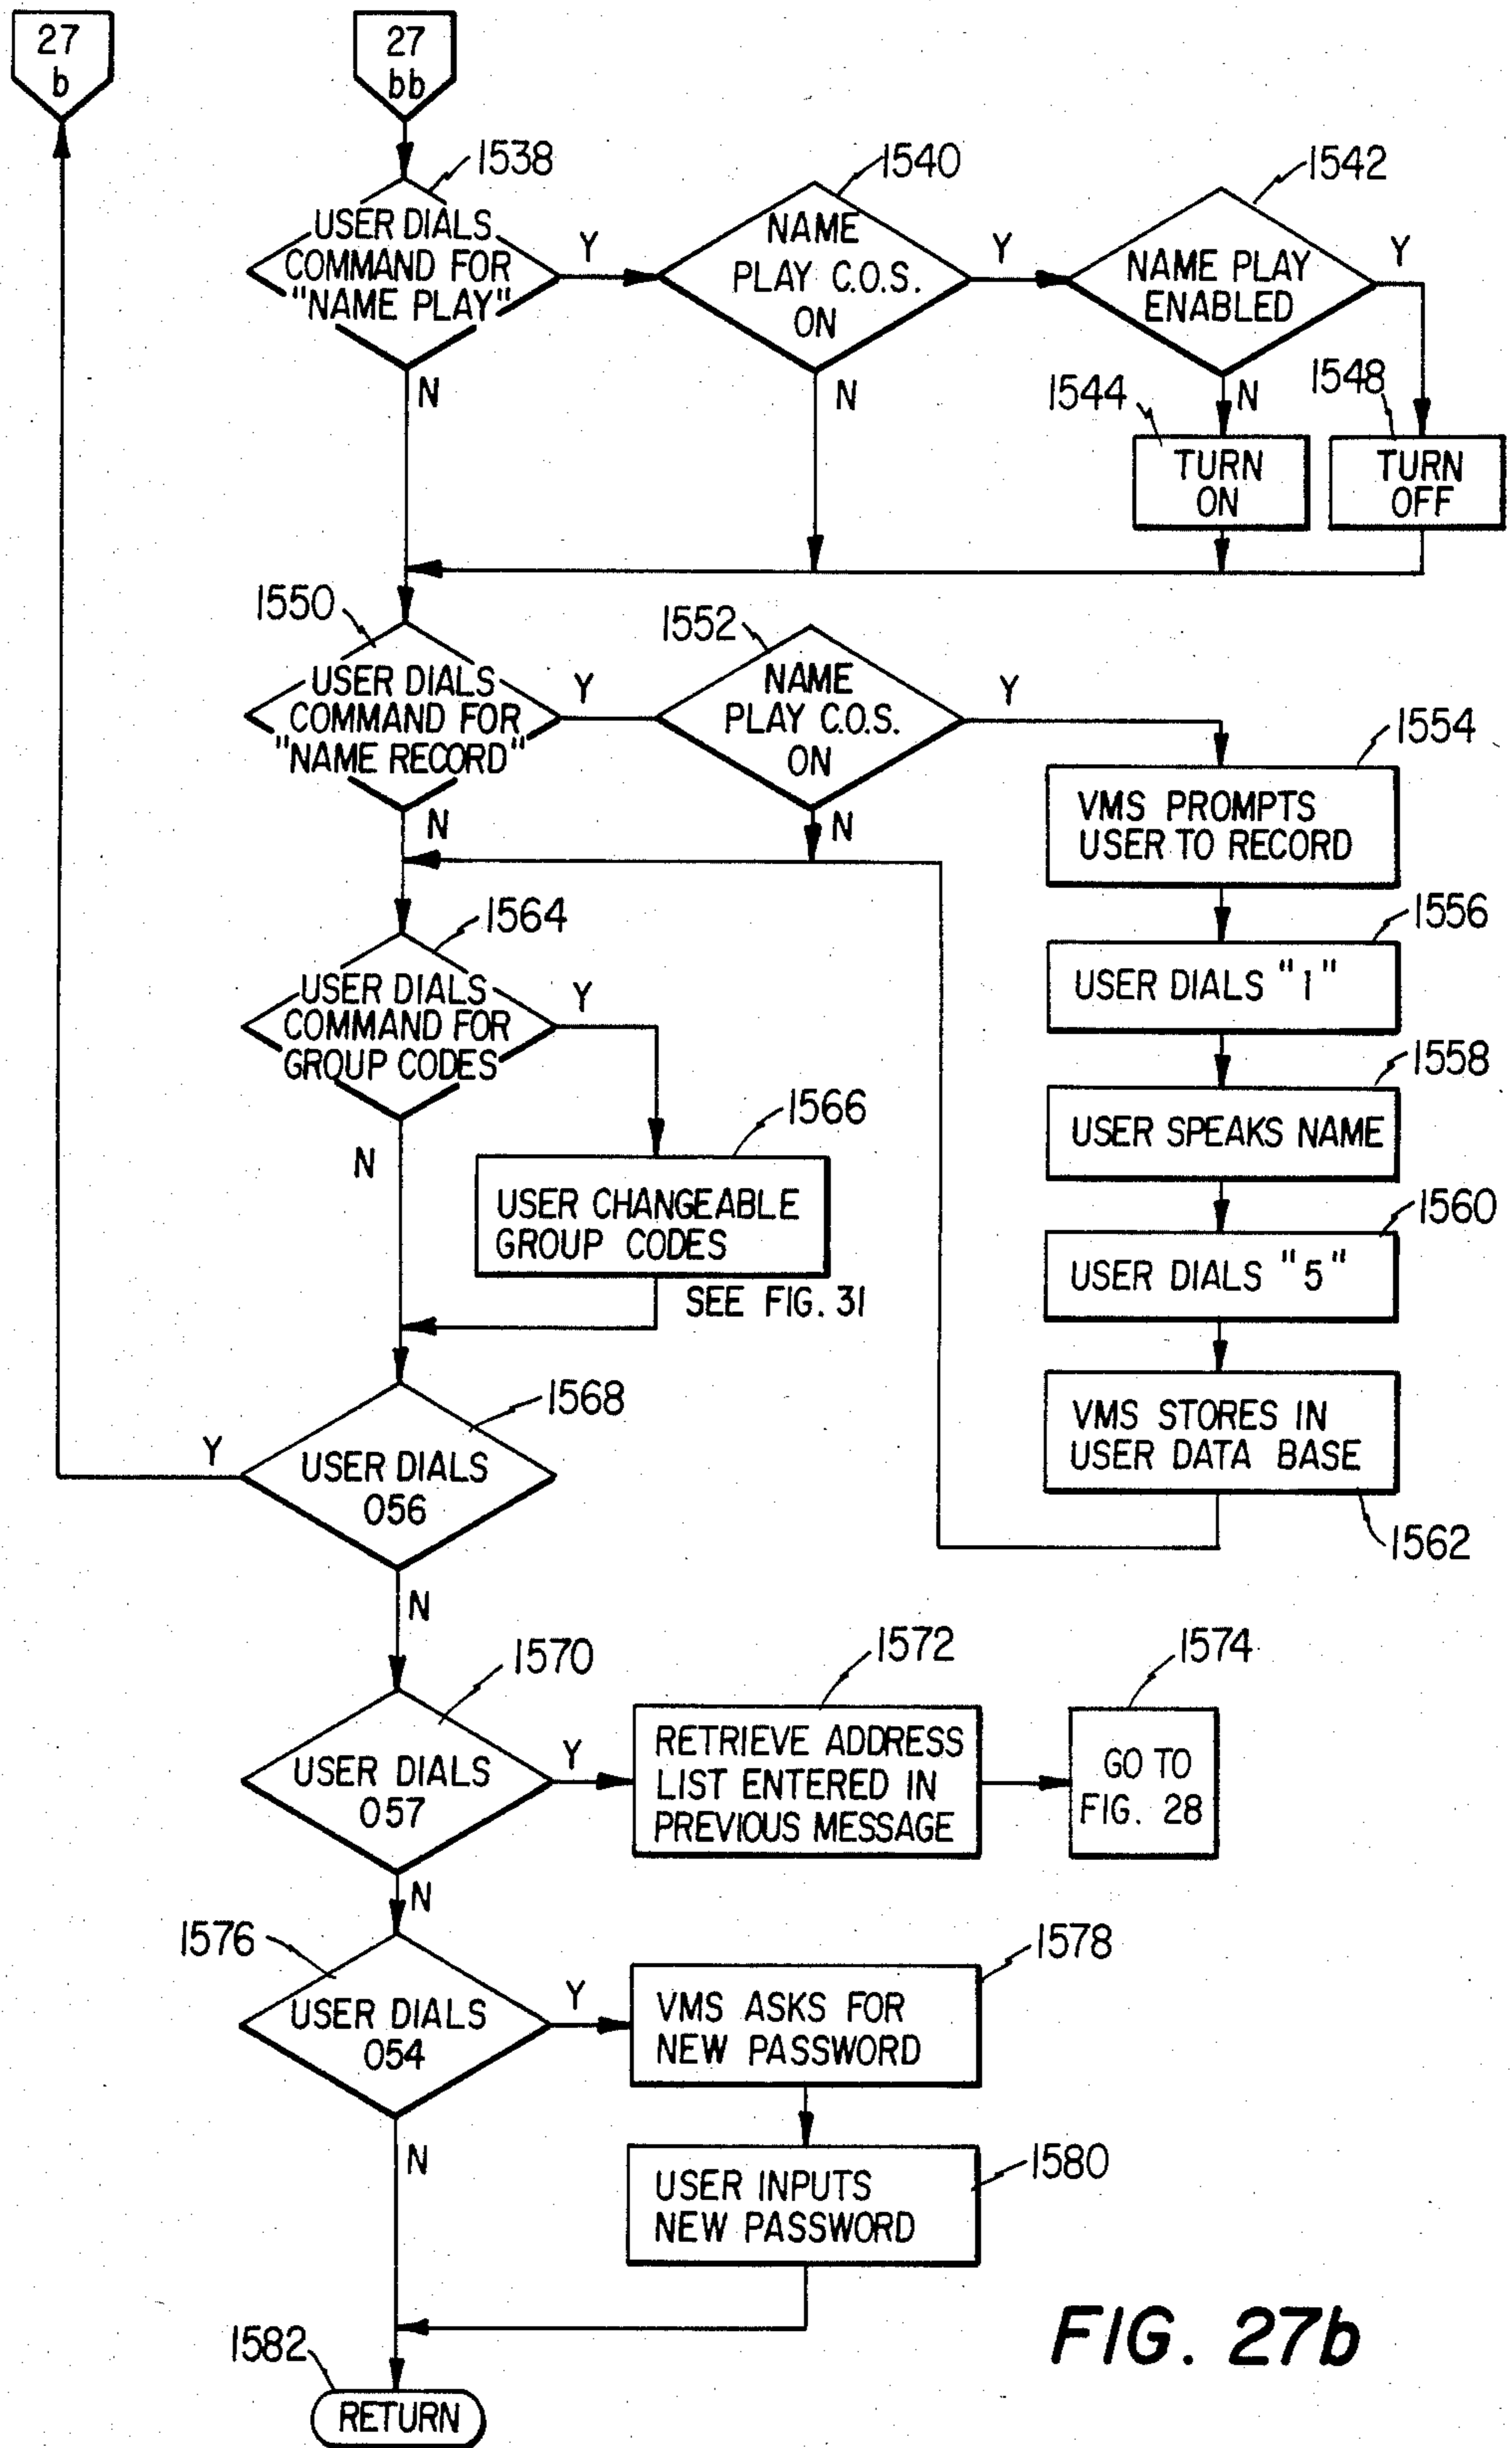 27
b
27
bb
1538
1540
1542
USER DIALS
COMMAND FOR
"NAME PLAY"
Y
NAME
PLAY C.O.S.
ON
Y
NAME PLAY
ENABLED
Y
N
N
N
1544
1548
TURN
ON
TURN
OFF
1550
1552
USER DIALS
COMMAND FOR
"NAME RECORD"
Y
NAME
PLAY C.O.S.
ON
Y
1554
VMS PROMPTS
USER TO RECORD
N
N
1556
USER DIALS "1"
1558
USER SPEAKS NAME
1560
USER DIALS "5"
VMS STORES IN
USER DATA BASE
1562
1564
USER DIALS
COMMAND FOR
GROUP CODES
Y
N
1566
USER CHANGEABLE
GROUP CODES
SEE FIG. 31
1568
Y
USER DIALS
056
N
1570
USER DIALS
057
Y
1572
RETRIEVE ADDRESS
LIST ENTERED IN
PREVIOUS MESSAGE
1574
GO TO
FIG. 28
N
1576
USER DIALS
054
Y
1578
VMS ASKS FOR
NEW PASSWORD
N
1580
USER INPUTS
NEW PASSWORD
1582
RETURN
FIG. 27b